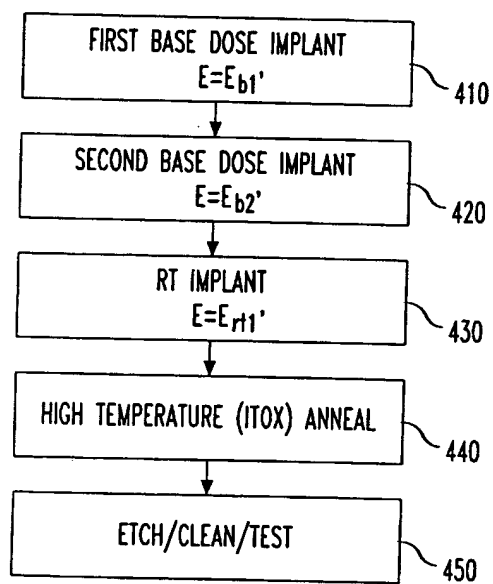 FIRST BASE DOSE IMPLANT
E=Eb1'
410
SECOND BASE DOSE IMPLANT
E=Eb2'
420
RT IMPLANT
E=Ert1'
430
HIGH TEMPERATURE (ITOX) ANNEAL
440
ETCH/CLEAN/TEST
450